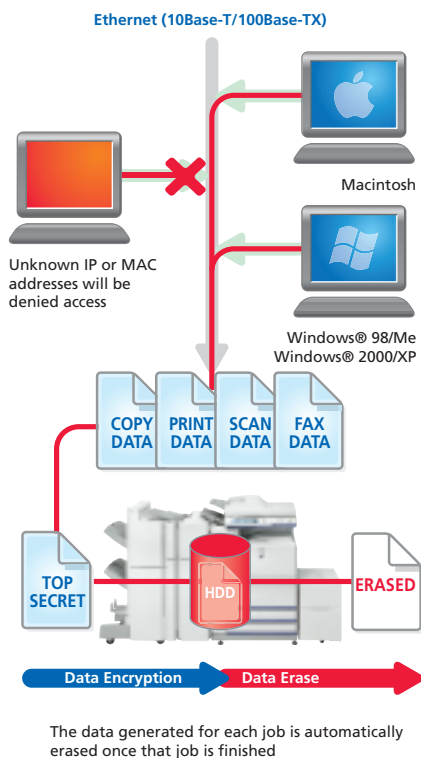 Ethernet (10Base-T/100Base-TX)
Macintosh
Unknown IP or MAC
addresses will be
denied access
Windows® 98/Me
Windows® 2000/XP
COPY
DATA
PRINT
DATA
SCAN
DATA
FAX
DATA
TOP
SECRET
HDD
ERASED
Data Encryption
Data Erase
The data generated for each job is automatically
erased once that job is finished